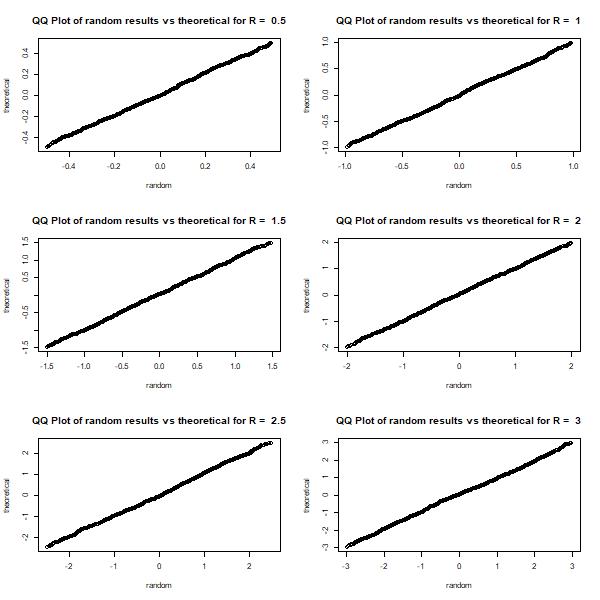 QQ Plot of random results vs theoretical for R = 0.5
theoretical
0.4
0.2
0.0
-0.2
-0.4
-0.4 -0.2 0.0 0.2 0.4
random
QQ Plot of random results vs theoretical for R = 1
theoretical
1.0
0.5
0.0
-0.5
-1.0
-1.0 -0.5 0.0 0.5 1.0
random
QQ Plot of random results vs theoretical for R = 1.5
theoretical
1.5
0.5
-0.5
-1.5
-1.5 -1.0 -0.5 0.0 0.5 1.0 1.5
random
QQ Plot of random results vs theoretical for R = 2
theoretical
2
1
0
-1
-2
-2 -1 0 1 2
random
QQ Plot of random results vs theoretical for R = 2.5
theoretical
2
1
0
-1
-2
-2 -1 0 1 2
random
QQ Plot of random results vs theoretical for R = 3
theoretical
3
2
1
0
-1
-2
-3
-3 -2 -1 0 1 2 3
random